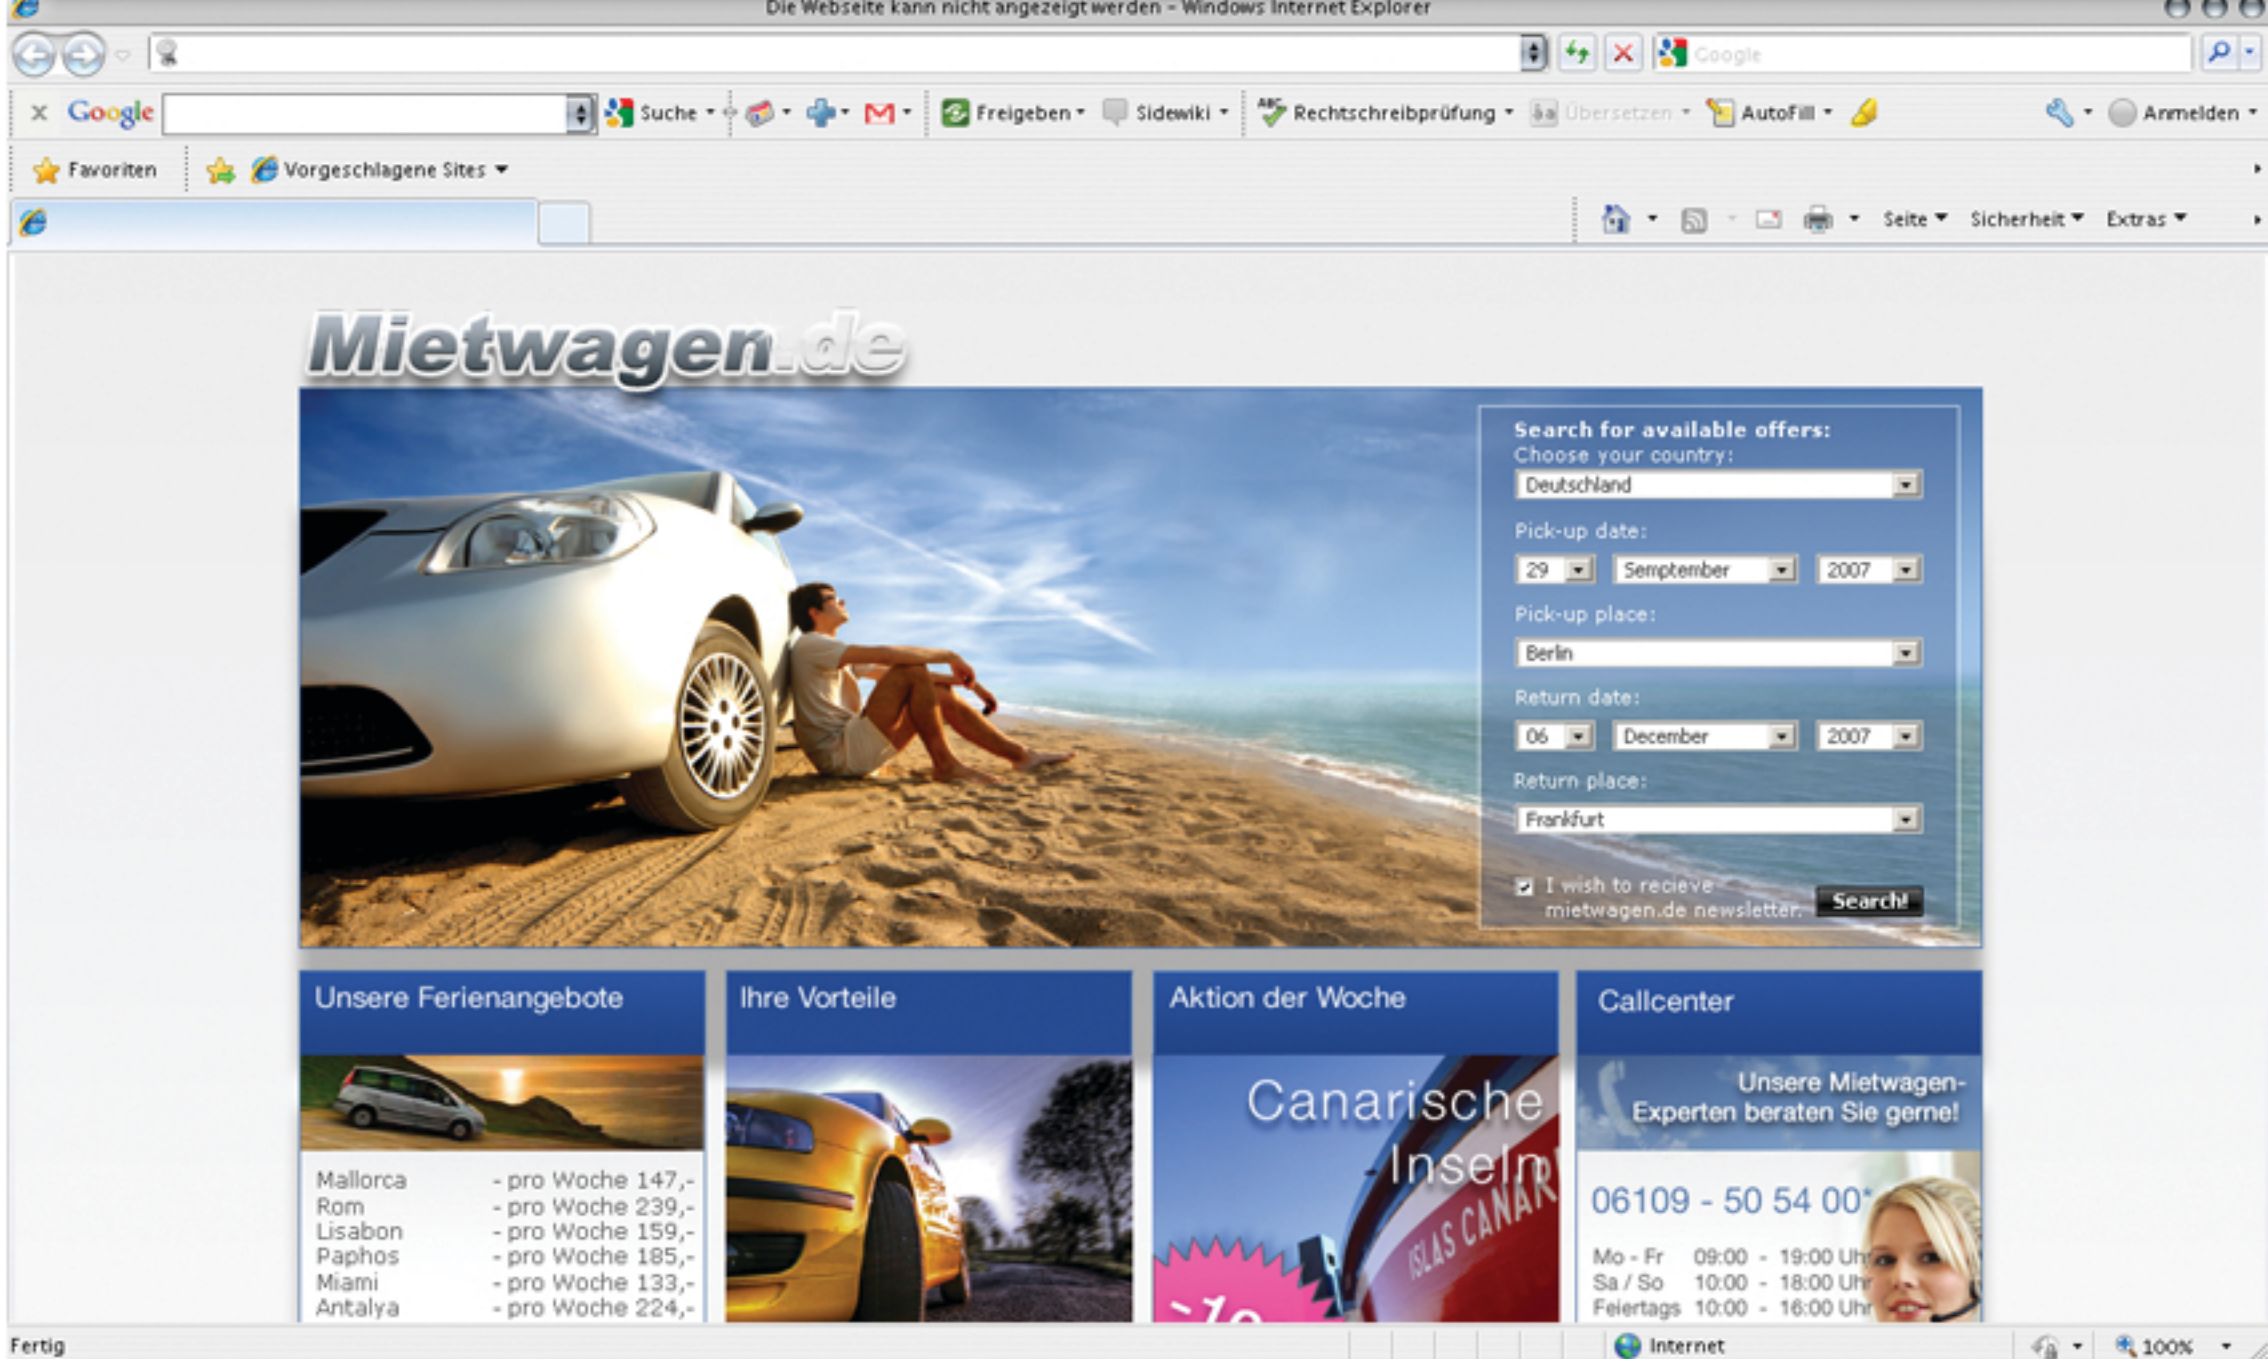 Die Webseite kann nicht angezeigt werden - Windows Internet Explorer
Google
x Google Suche Freigeben Sidewiki ABC Rechtschreibprüfung Übersetzen AutoFill Anmelden
Favoriten Vorgeschlagene Sites
Seite Sicherheit Extras
Mietwagen.de
Search for available offers:
Choose your country:
Deutschland
Pick-up date:
29 Semptember 2007
Pick-up place:
Berlin
Return date:
06 December 2007
Return place:
Frankfurt
I wish to recieve
mietwagen.de newsletter. Search!
Unsere Ferienangebote
Mallorca - pro Woche 147,-
Rom - pro Woche 239,-
Lisabon - pro Woche 159,-
Paphos - pro Woche 185,-
Miami - pro Woche 133,-
Antalya - pro Woche 224,-
Ihre Vorteile
Aktion der Woche
Canarische
Inseln
ISLAS CANAR
Callcenter
Unsere Mietwagen-
Experten beraten Sie gerne!
06109 - 50 54 00*
Mo - Fr 09:00 - 19:00 Uhr
Sa / So 10:00 - 18:00 Uhr
Feiertags 10:00 - 16:00 Uhr
Fertig Internet 100%